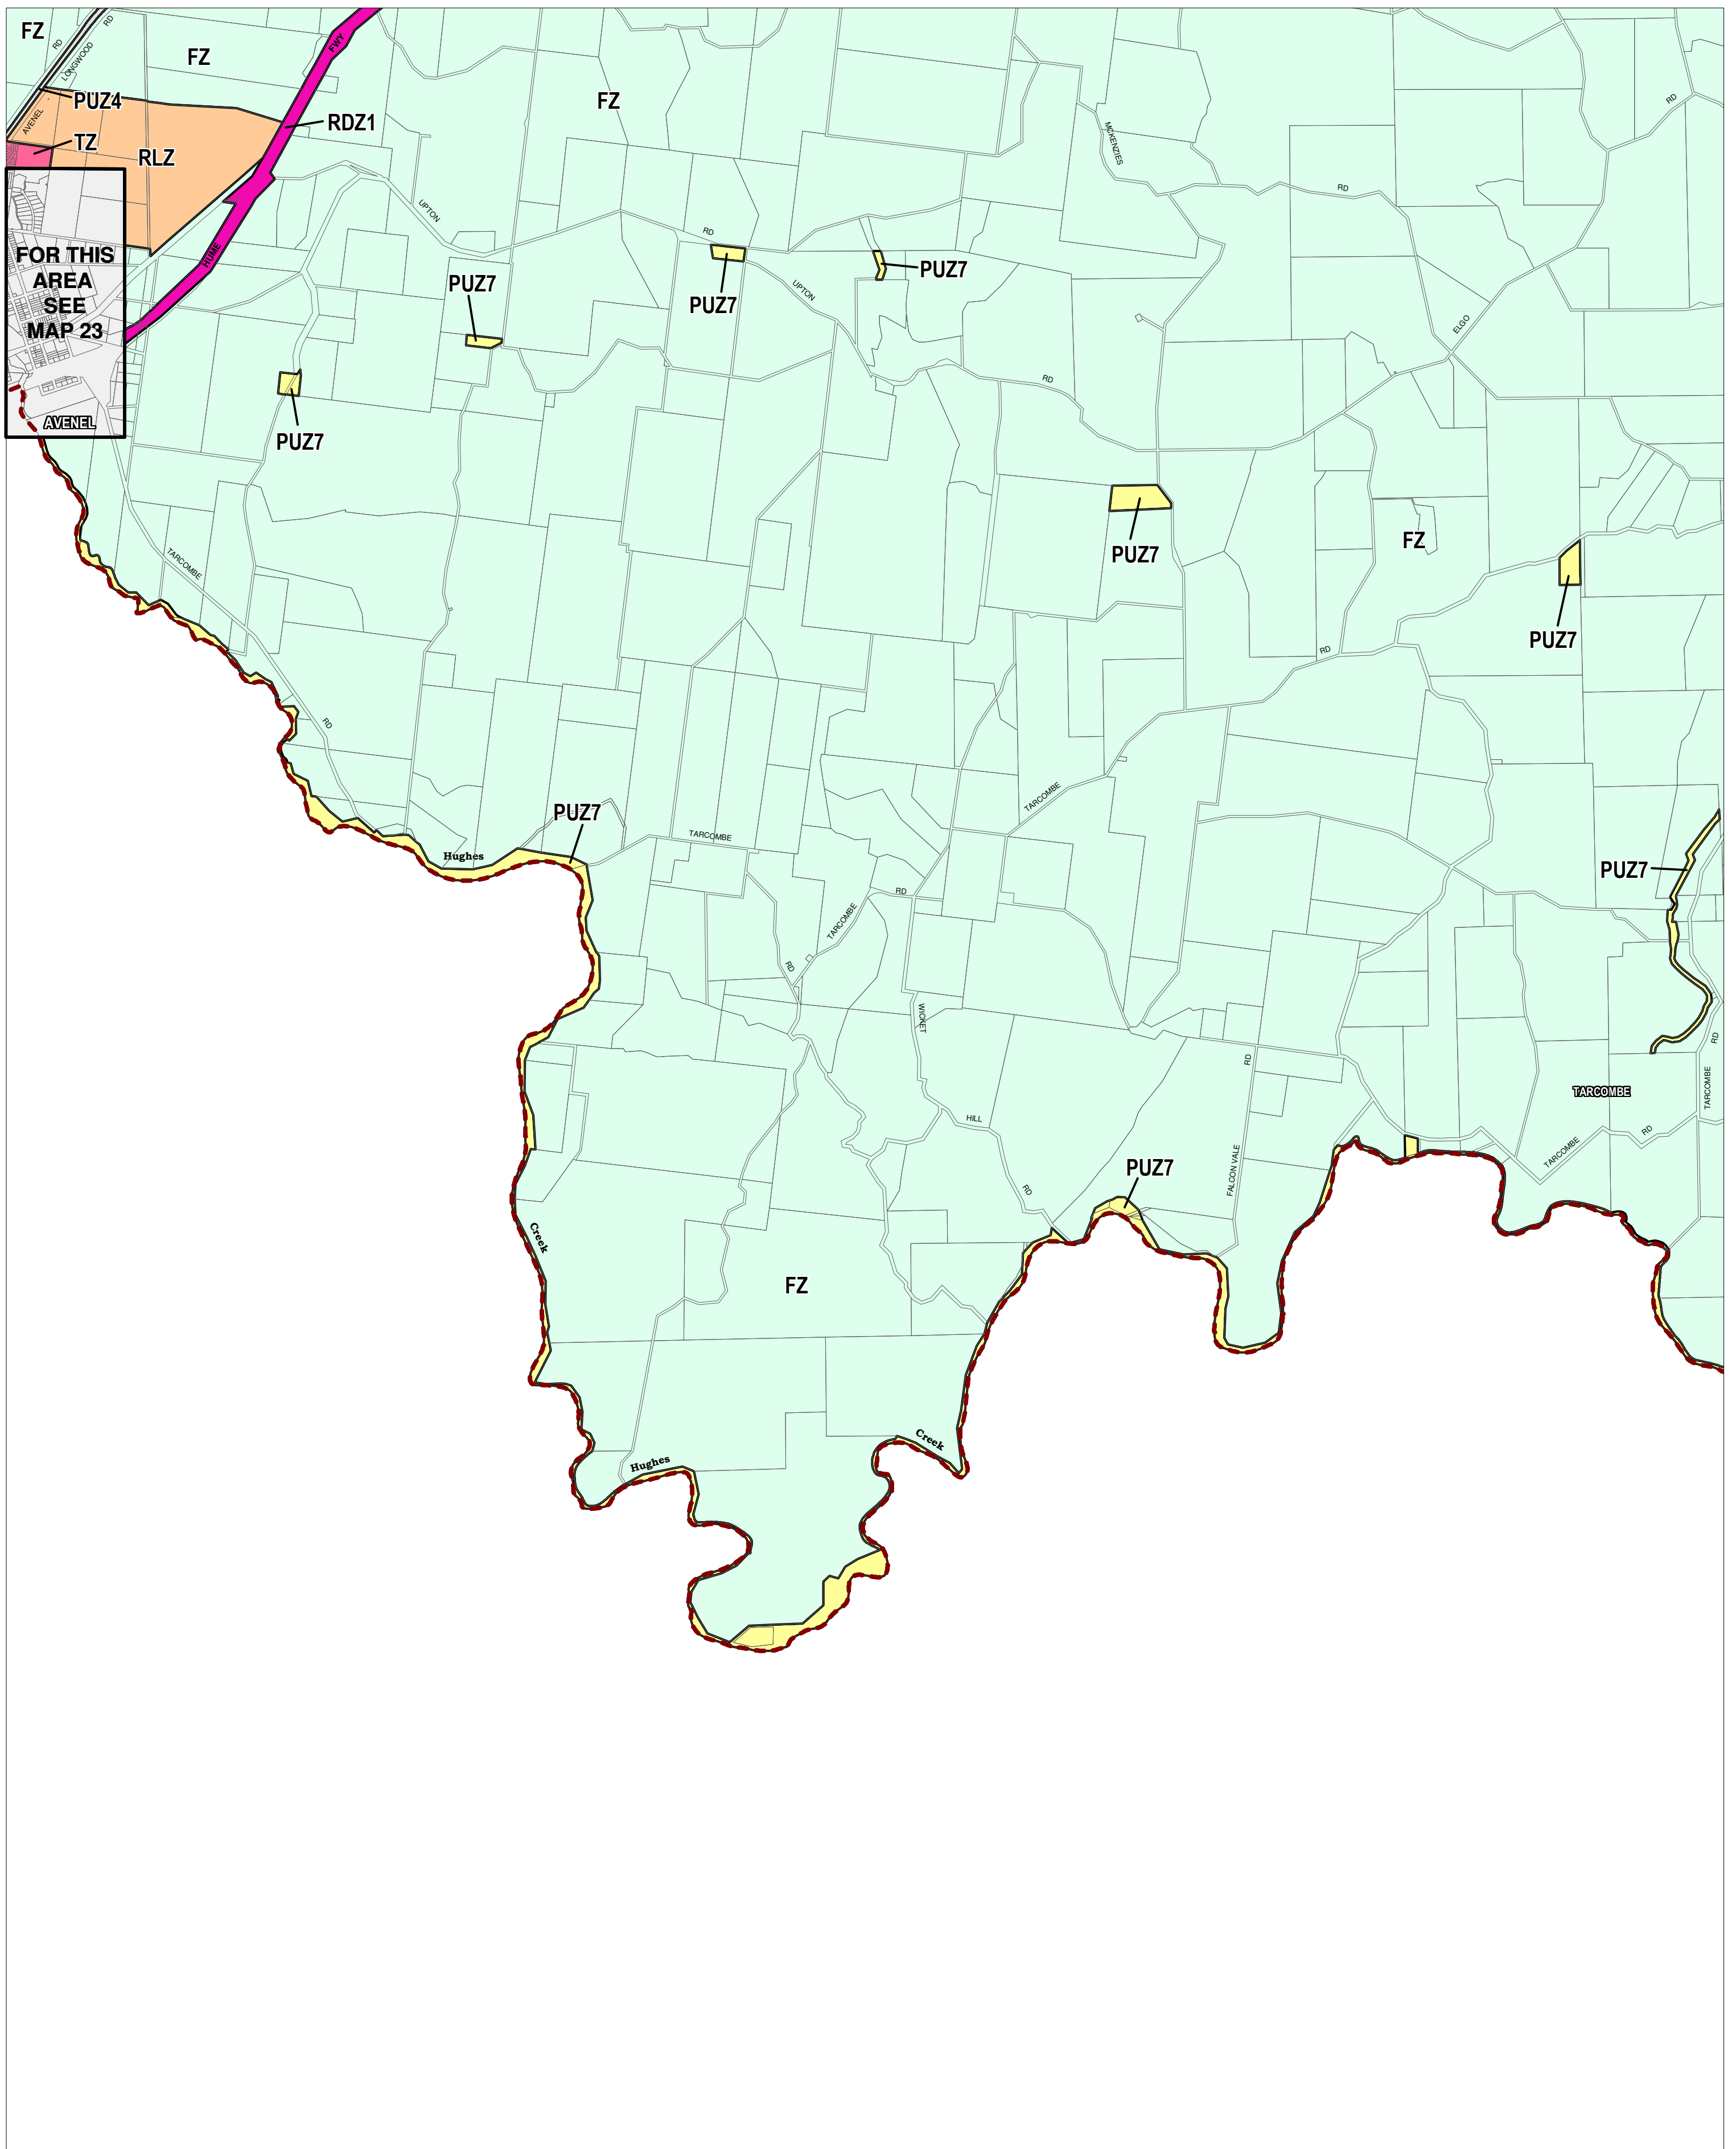 FZ
RD
LONGWOOD
RD
FZ
FWY
FZ
PUZ4
AVENEL
RDZ1
TZ
RLZ
MCKENZIES
RD
RD
UPTON
RD
HUME
FOR THIS
AREA
SEE
MAP 23
AVENEL
PUZ7
PUZ7
PUZ7
UPTON
ELGO
RD
PUZ7
PUZ7
FZ
PUZ7
TARCOMBE
RD
RD
PUZ7
TARCOMBE
TARCOMBE
Hughes
PUZ7
RD
TARCOMBE
RD
WICKET
RD
RD
TARCOMBE
TARCOMBE
HILL
TARCOMBE
RD
PUZ7
FALCON VALE
RD
Creek
FZ
Creek
Hughes